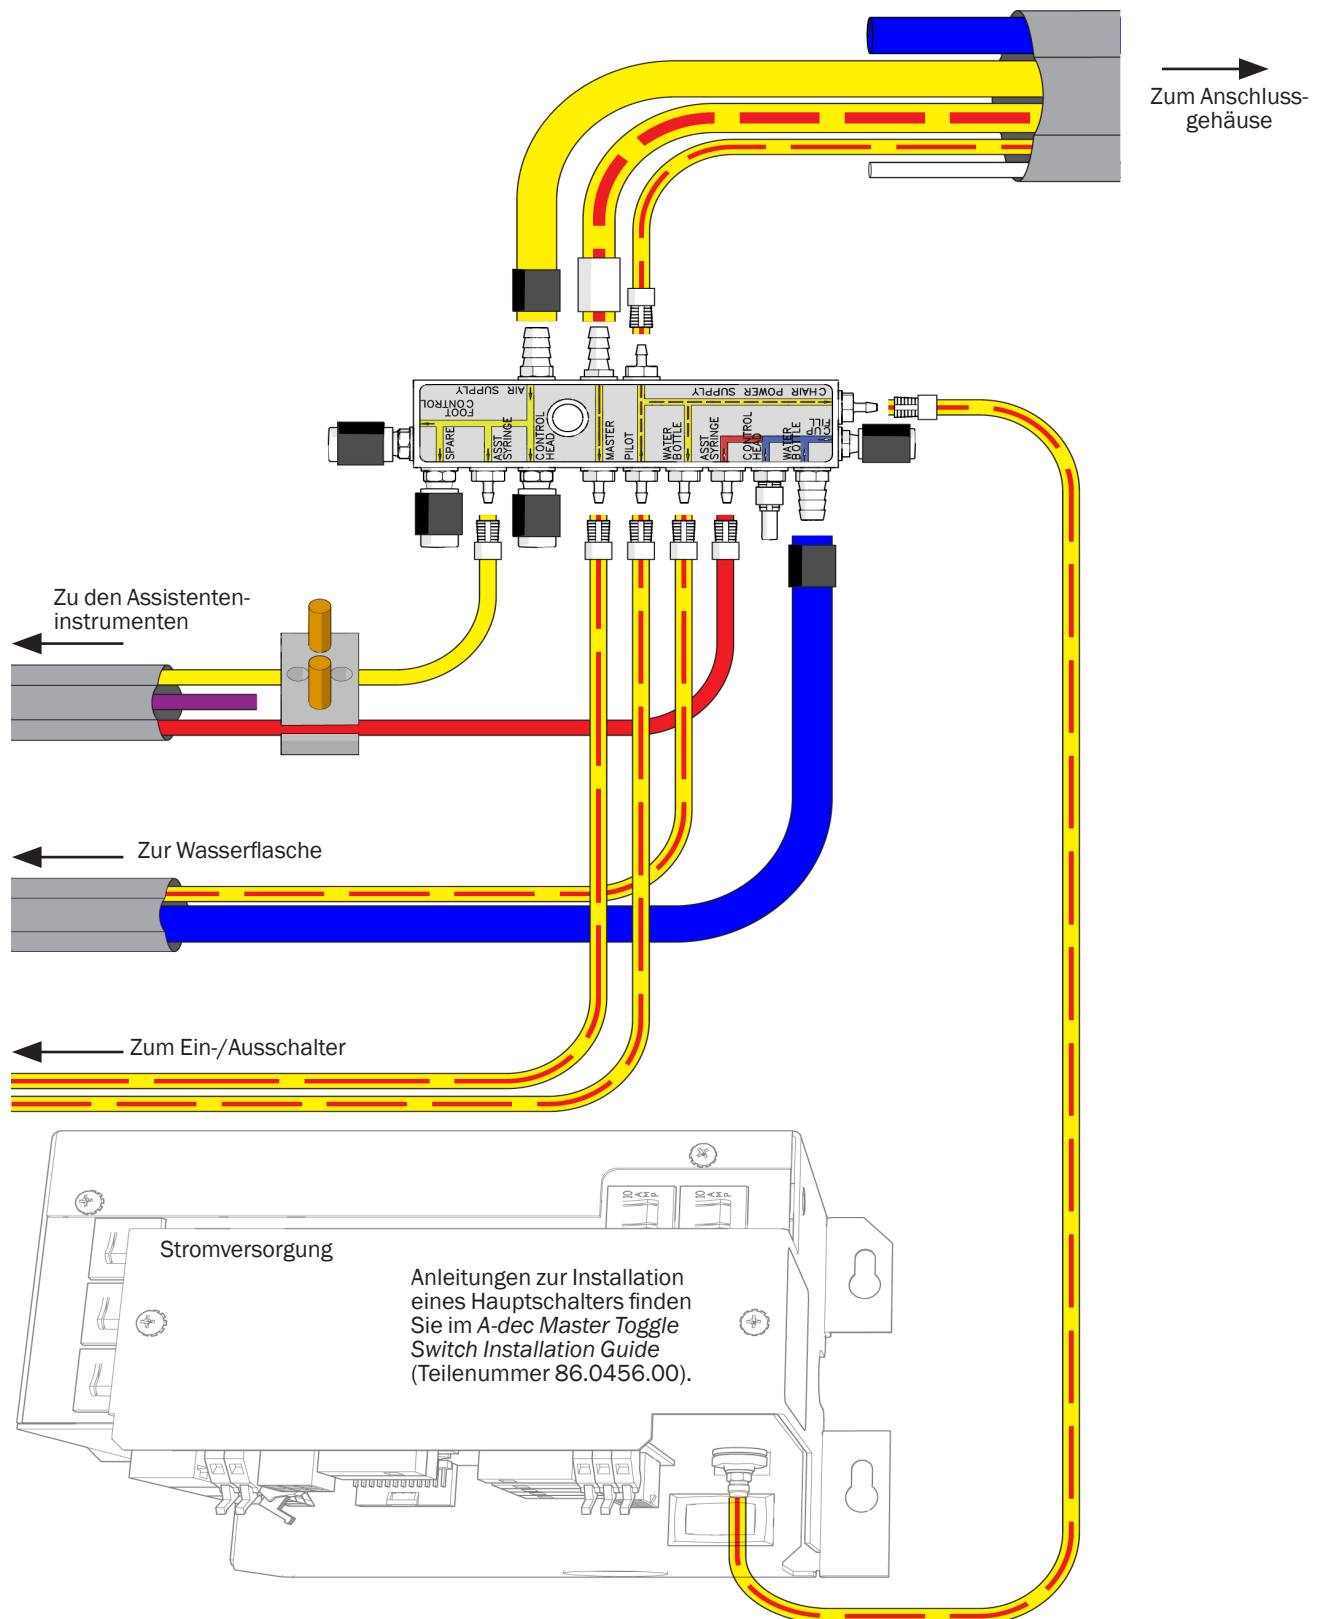 Zum Anschluss-
gehäuse
AIR SUPPLY
CHAIR POWER SUPPLY
FOOT
CONTROL
CUP
FILL
SPARE
ASST
SYRINGE
CONTROL
HEAD
MASTER
PILOT
WATER
BOTTLE
ASST
SYRINGE
CONTROL
HEAD
WATER
BOTTLE
Zu den Assistenten-
instrumenten
Zur Wasserflasche
Zum Ein-/Ausschalter
Stromversorgung
Anleitungen zur Installation
eines Hauptschalters finden
Sie im A-dec Master Toggle
Switch Installation Guide
(Teilenummer 86.0456.00).